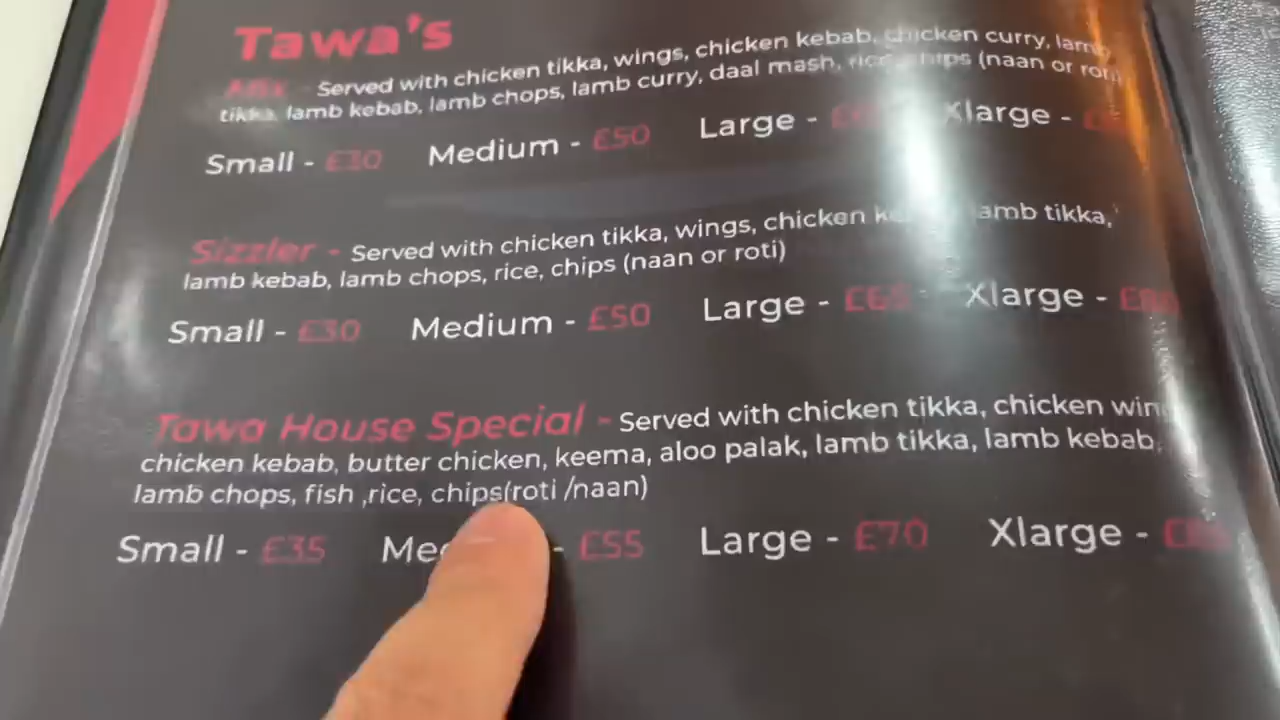 Tawa's
Mix - Served with chicken tikka, wings, chicken kebab, chicken curry, lamb
tikka, lamb kebab, lamb chops, lamb curry, daal mash, rice, chips (naan or roti)
Small - £30 Medium - £50 Large - Xlarge -
Sizzler - Served with chicken tikka, wings, chicken lamb tikka,
lamb kebab, lamb chops, rice, chips (naan or roti)
Small - £30 Medium - £50 Large - £65 Xlarge -
Tawa House Special - Served with chicken tikka, chicken win
chicken kebab, butter chicken, keema, aloo palak, lamb tikka, lamb kebab,
lamb chops, fish ,rice, chips(roti /naan)
Small - £35 Me - £55 Large - £70 Xlarge -